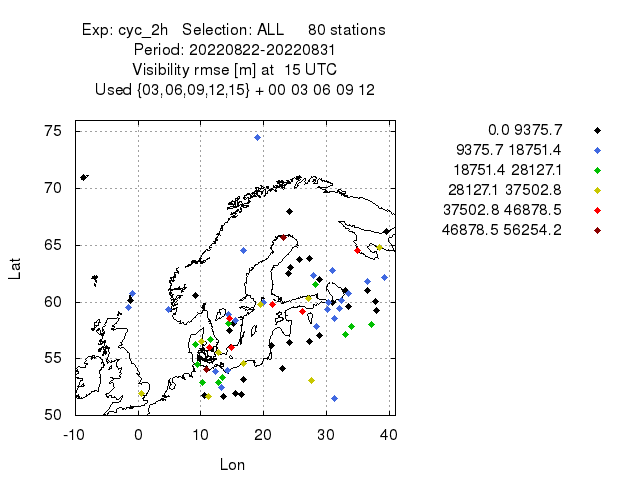 Exp: cyc_2h Selection: ALL 80 stations
Period: 20220822-20220831
Visibility rmse [m] at 15 UTC
Used {03,06,09,12,15} + 00 03 06 09 12
0.0 9375.7
9375.7 18751.4
18751.4 28127.1
28127.1 37502.8
37502.8 46878.5
46878.5 56254.2
75
70
65
60
55
50
Lat
-10 0 10 20 30 40
Lon